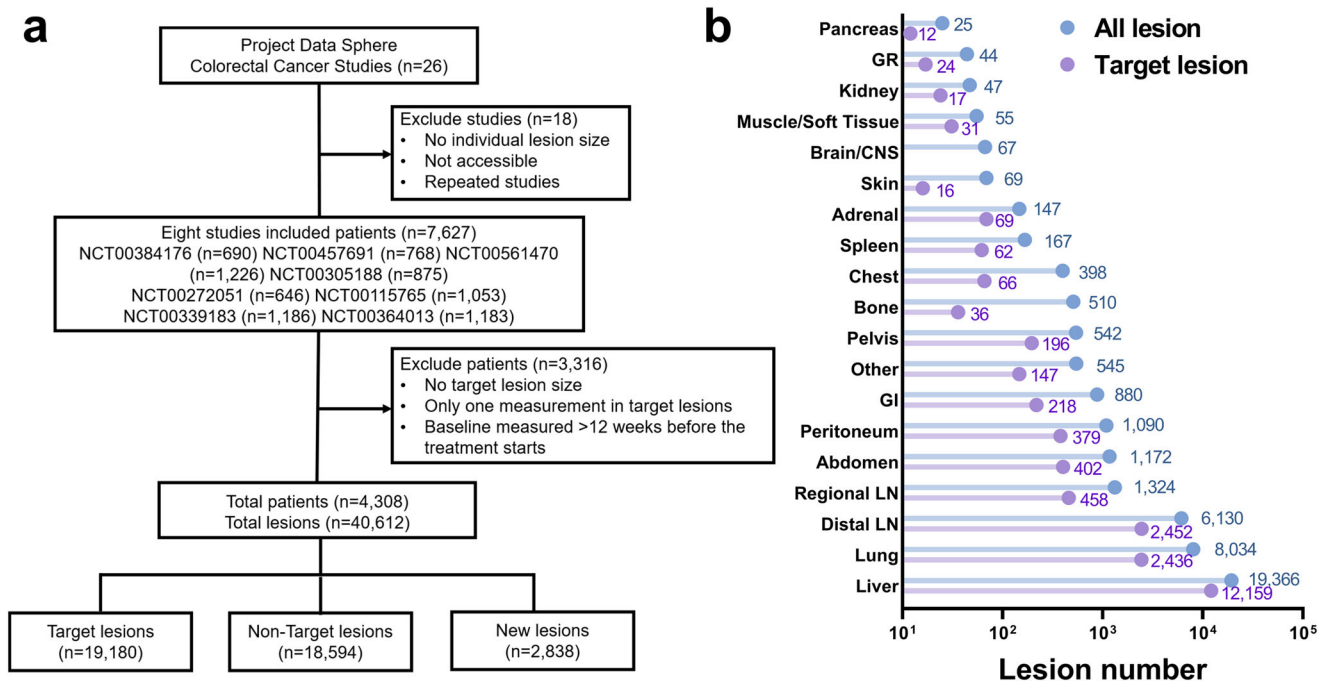 a
Project Data Sphere
Colorectal Cancer Studies (n=26)
Exclude studies (n=18)
• No individual lesion size
• Not accessible
• Repeated studies
Eight studies included patients (n=7,627)
NCT00384176 (n=690) NCT00457691 (n=768) NCT00561470
(n=1,226) NCT00305188 (n=875)
NCT00272051 (n=646) NCT00115765 (n=1,053)
NCT00339183 (n=1,186) NCT00364013 (n=1,183)
Exclude patients (n=3,316)
• No target lesion size
• Only one measurement in target lesions
• Baseline measured >12 weeks before the
treatment starts
Total patients (n=4,308)
Total lesions (n=40,612)
Target lesions
(n=19,180)
Non-Target lesions
(n=18,594)
New lesions
(n=2,838)
b
All lesion
Target lesion
Pancreas 25
12
GR 44
24
Kidney 47
17
Muscle/Soft Tissue 55
31
Brain/CNS 67
Skin 69
16
Adrenal 147
69
Spleen 167
62
Chest 398
66
Bone 510
36
Pelvis 542
196
Other 545
147
GI 880
218
Peritoneum 1,090
379
Abdomen 1,172
402
Regional LN 1,324
458
Distal LN 6,130
2,452
Lung 8,034
2,436
Liver 19,366
12,159
10¹ 10² 10³ 10⁴ 10⁵
Lesion number